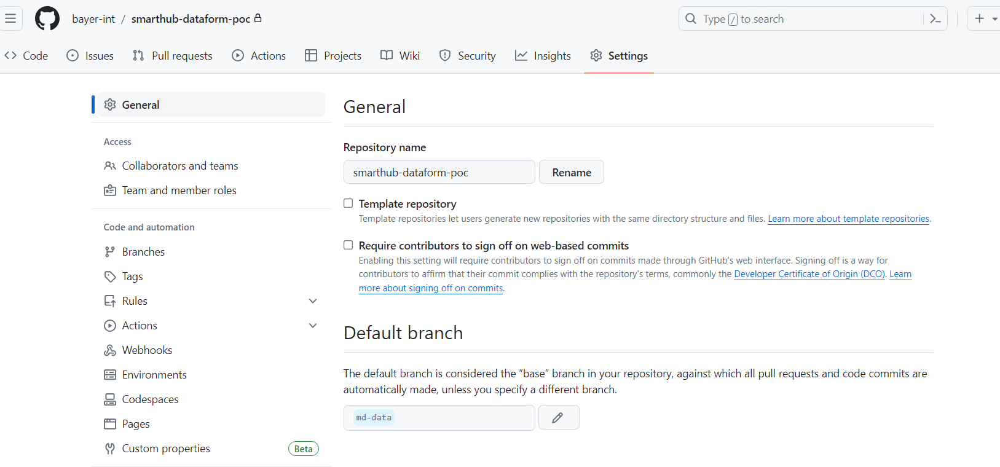 bayer-int / smarthub-dataform-poc
Type / to search
Code Issues Pull requests Actions Projects Wiki Security Insights Settings
General
Access
Collaborators and teams
Team and member roles
Code and automation
Branches
Tags
Rules
Actions
Webhooks
Environments
Codespaces
Pages
Custom properties Beta
General
Repository name
smarthub-dataform-poc Rename
Template repository
Template repositories let users generate new repositories with the same directory structure and files. Learn more about template repositories.
Require contributors to sign off on web-based commits
Enabling this setting will require contributors to sign off on commits made through GitHub’s web interface. Signing off is a way for
contributors to affirm that their commit complies with the repository's terms, commonly the Developer Certificate of Origin (DCO). Learn
more about signing off on commits.
Default branch
The default branch is considered the “base” branch in your repository, against which all pull requests and code commits are
automatically made, unless you specify a different branch.
md-data